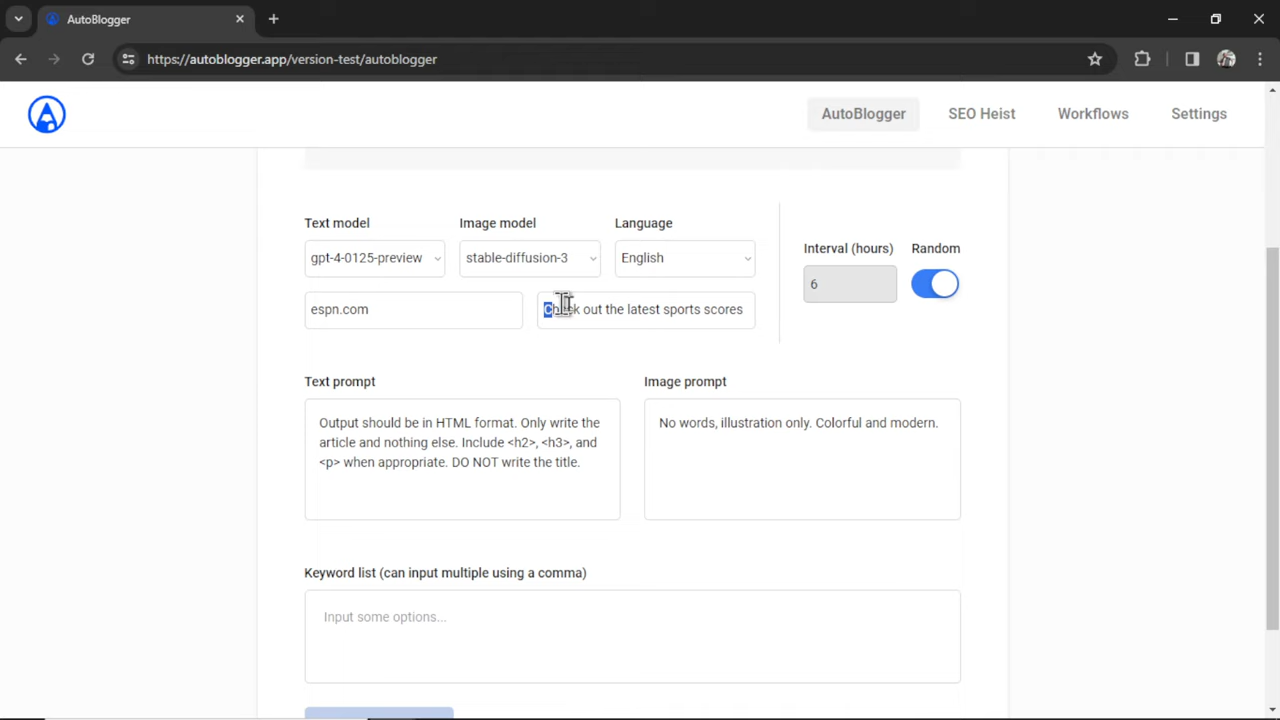 AutoBlogger
https://autoblogger.app/version-test/autoblogger
AutoBlogger SEO Heist Workflows Settings
Text model Image model Language
Interval (hours) Random
gpt-4-0125-preview stable-diffusion-3 English
6
espn.com Check out the latest sports scores
Text prompt Image prompt
Output should be in HTML format. Only write the
article and nothing else. Include <h2>, <h3>, and
<p> when appropriate. DO NOT write the title.
No words, illustration only. Colorful and modern.
Keyword list (can input multiple using a comma)
Input some options...